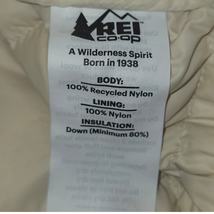 REI
CO·OP
A Wilderness Spirit
Born in 1938
BODY:
100% Recycled Nylon
LINING:
100% Nylon
INSULATION:
Down (Minimum 80%)